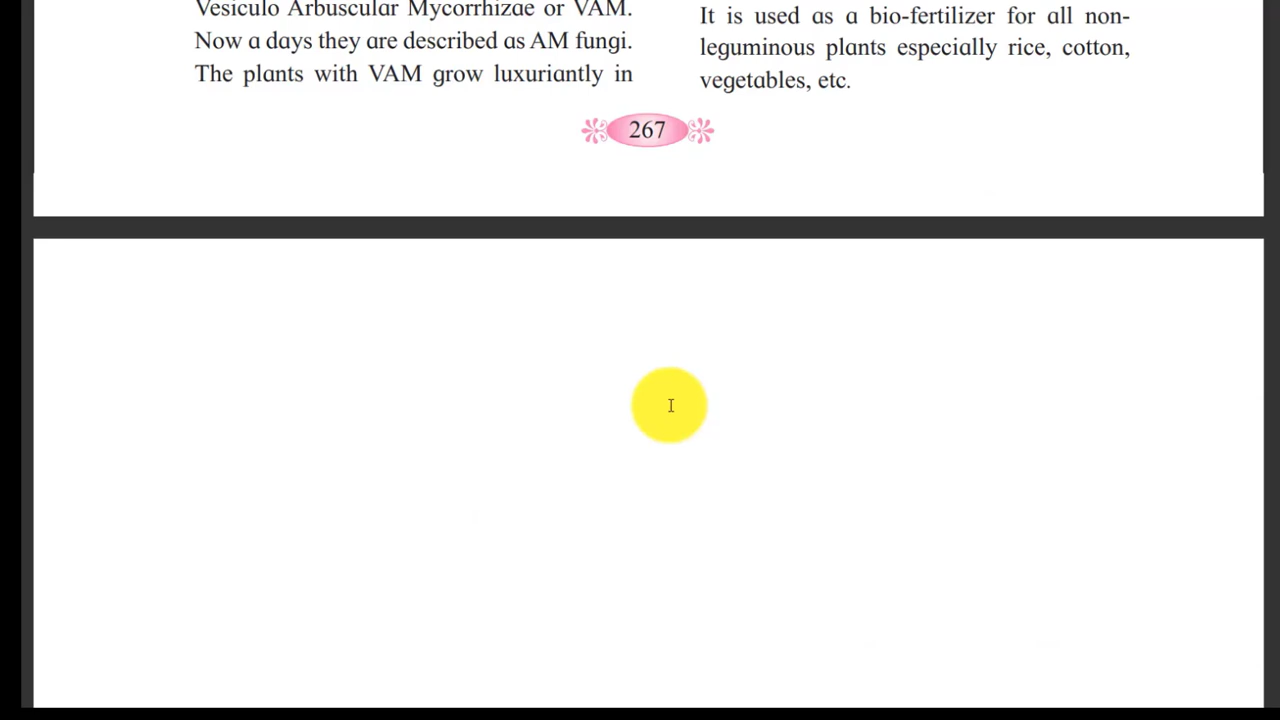 Vesiculo Arbuscular Mycorrhizae or VAM.
Now a days they are described as AM fungi.
The plants with VAM grow luxuriantly in
It is used as a bio-fertilizer for all non-
leguminous plants especially rice, cotton,
vegetables, etc.
267